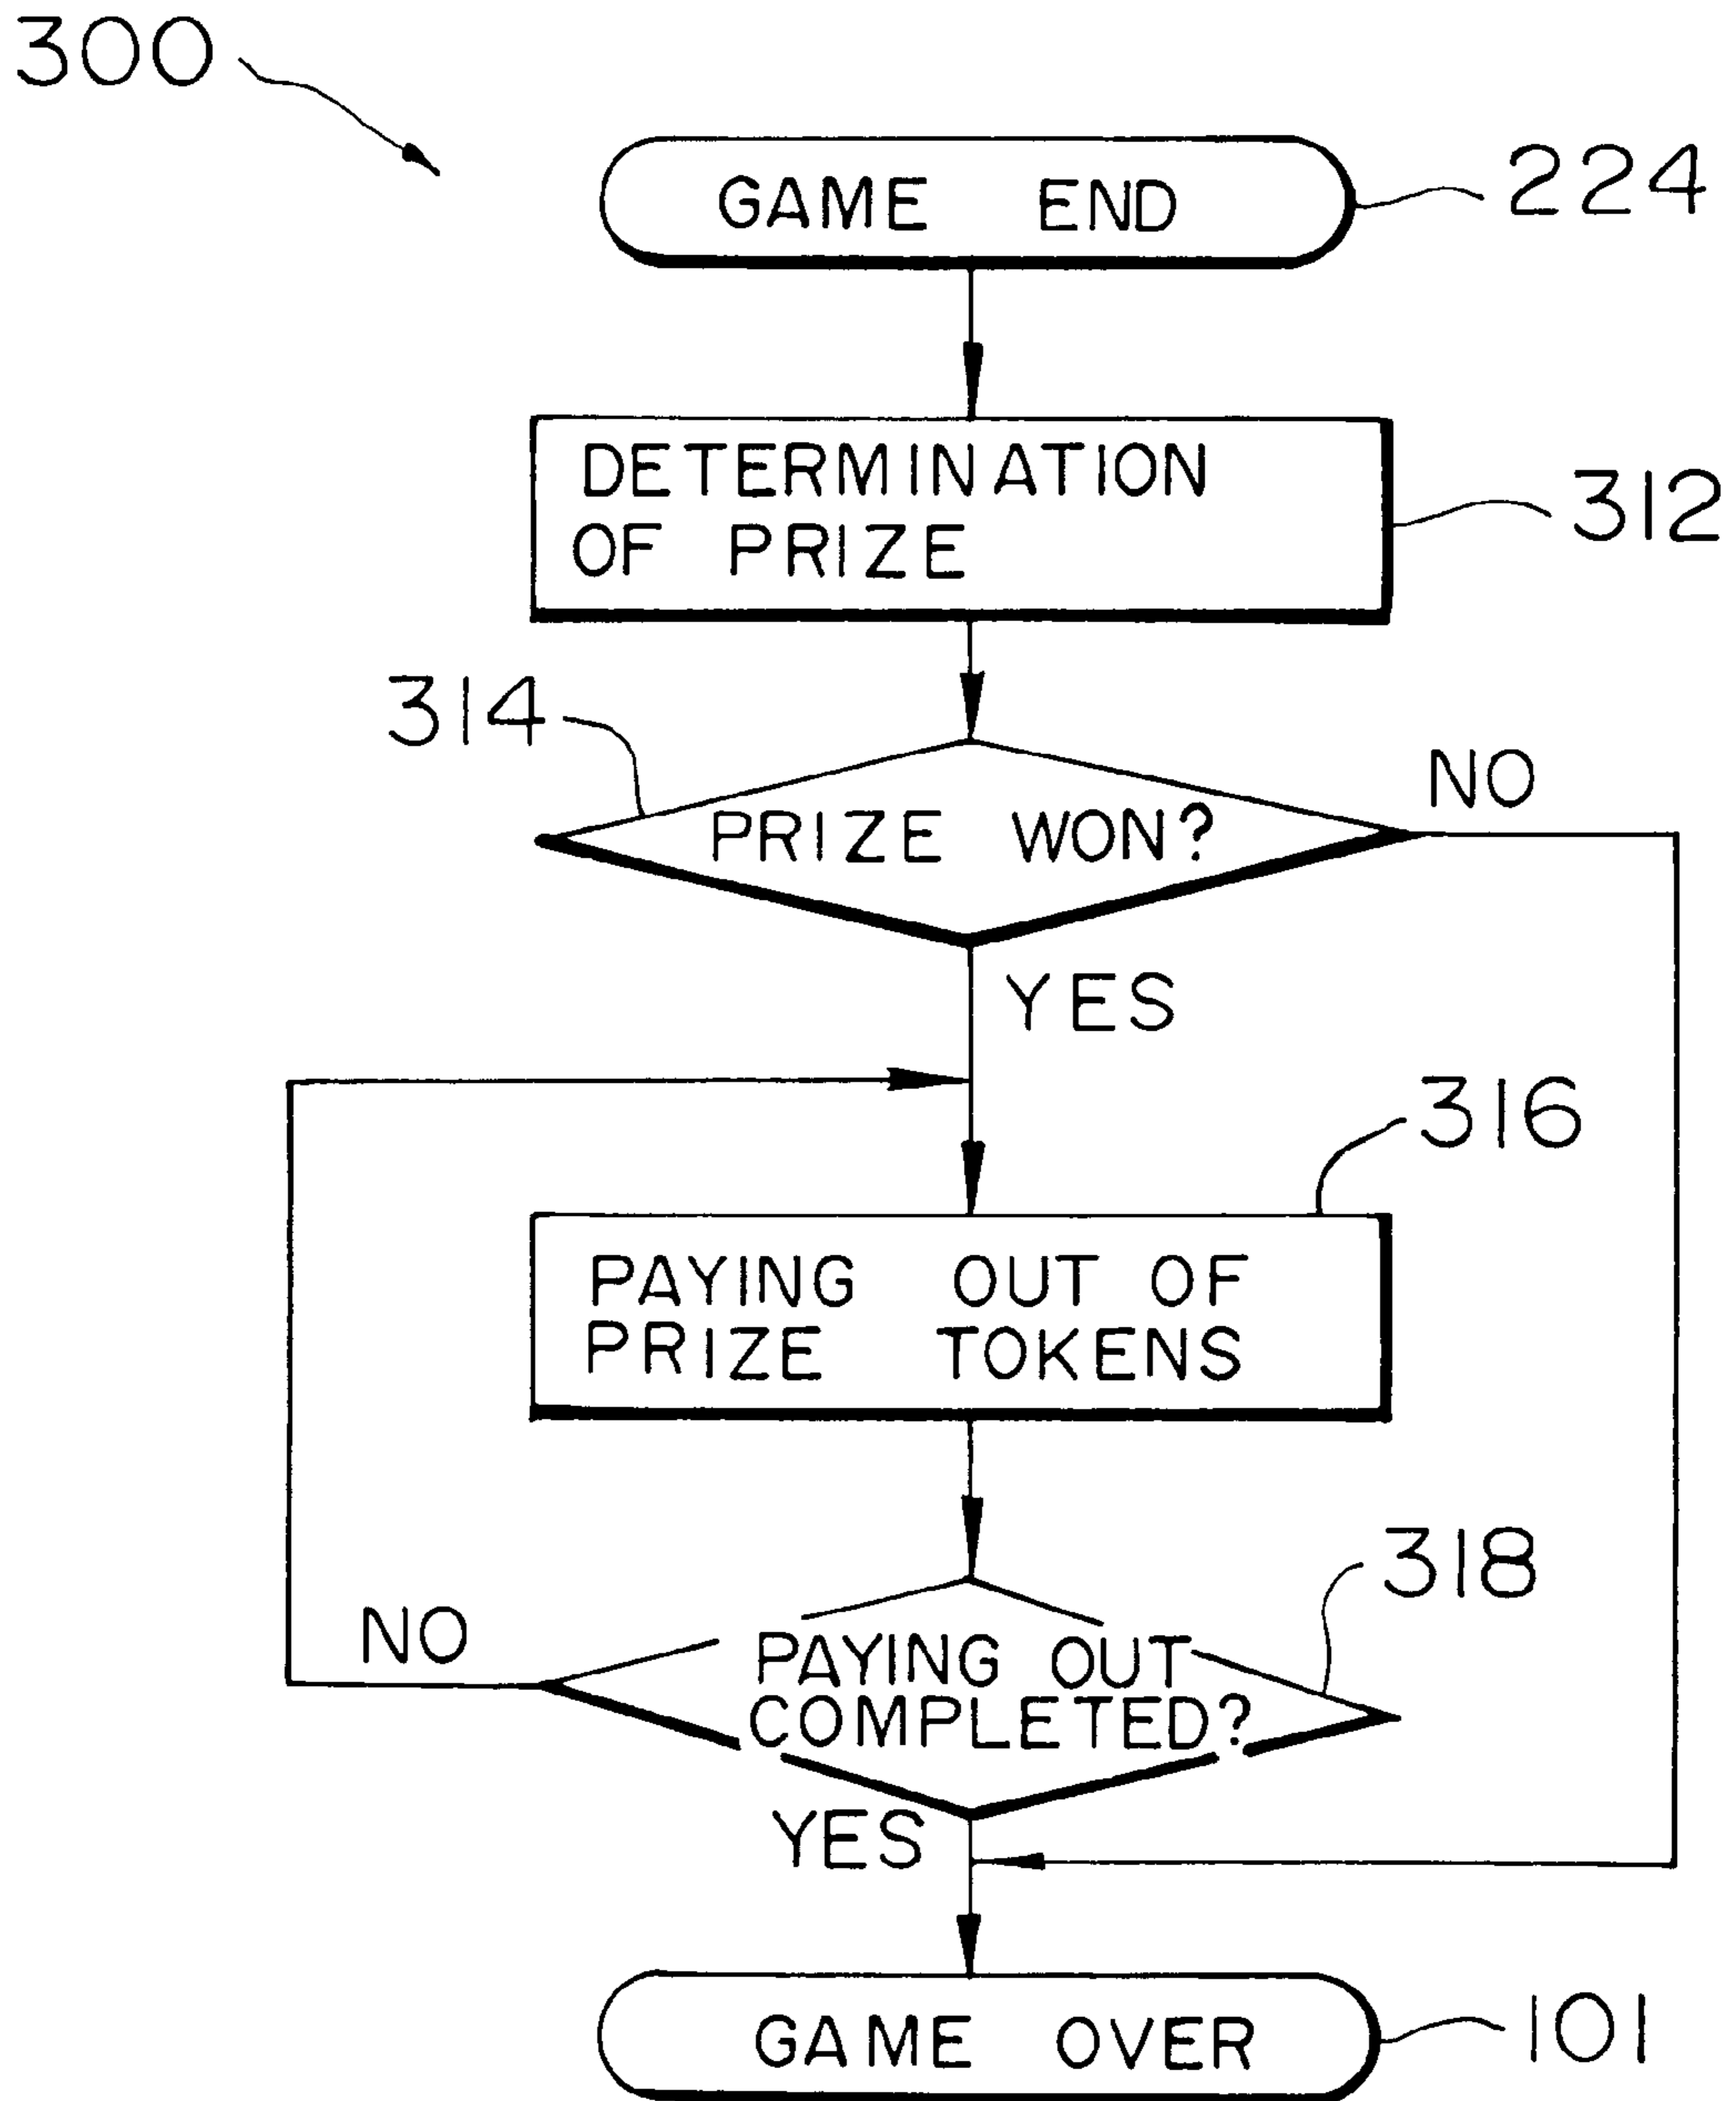 300
GAME END
224
DETERMINATION
OF PRIZE
312
314
PRIZE WON?
NO
YES
316
PAYING OUT OF
PRIZE TOKENS
318
NO
PAYING OUT
COMPLETED?
YES
GAME OVER
101